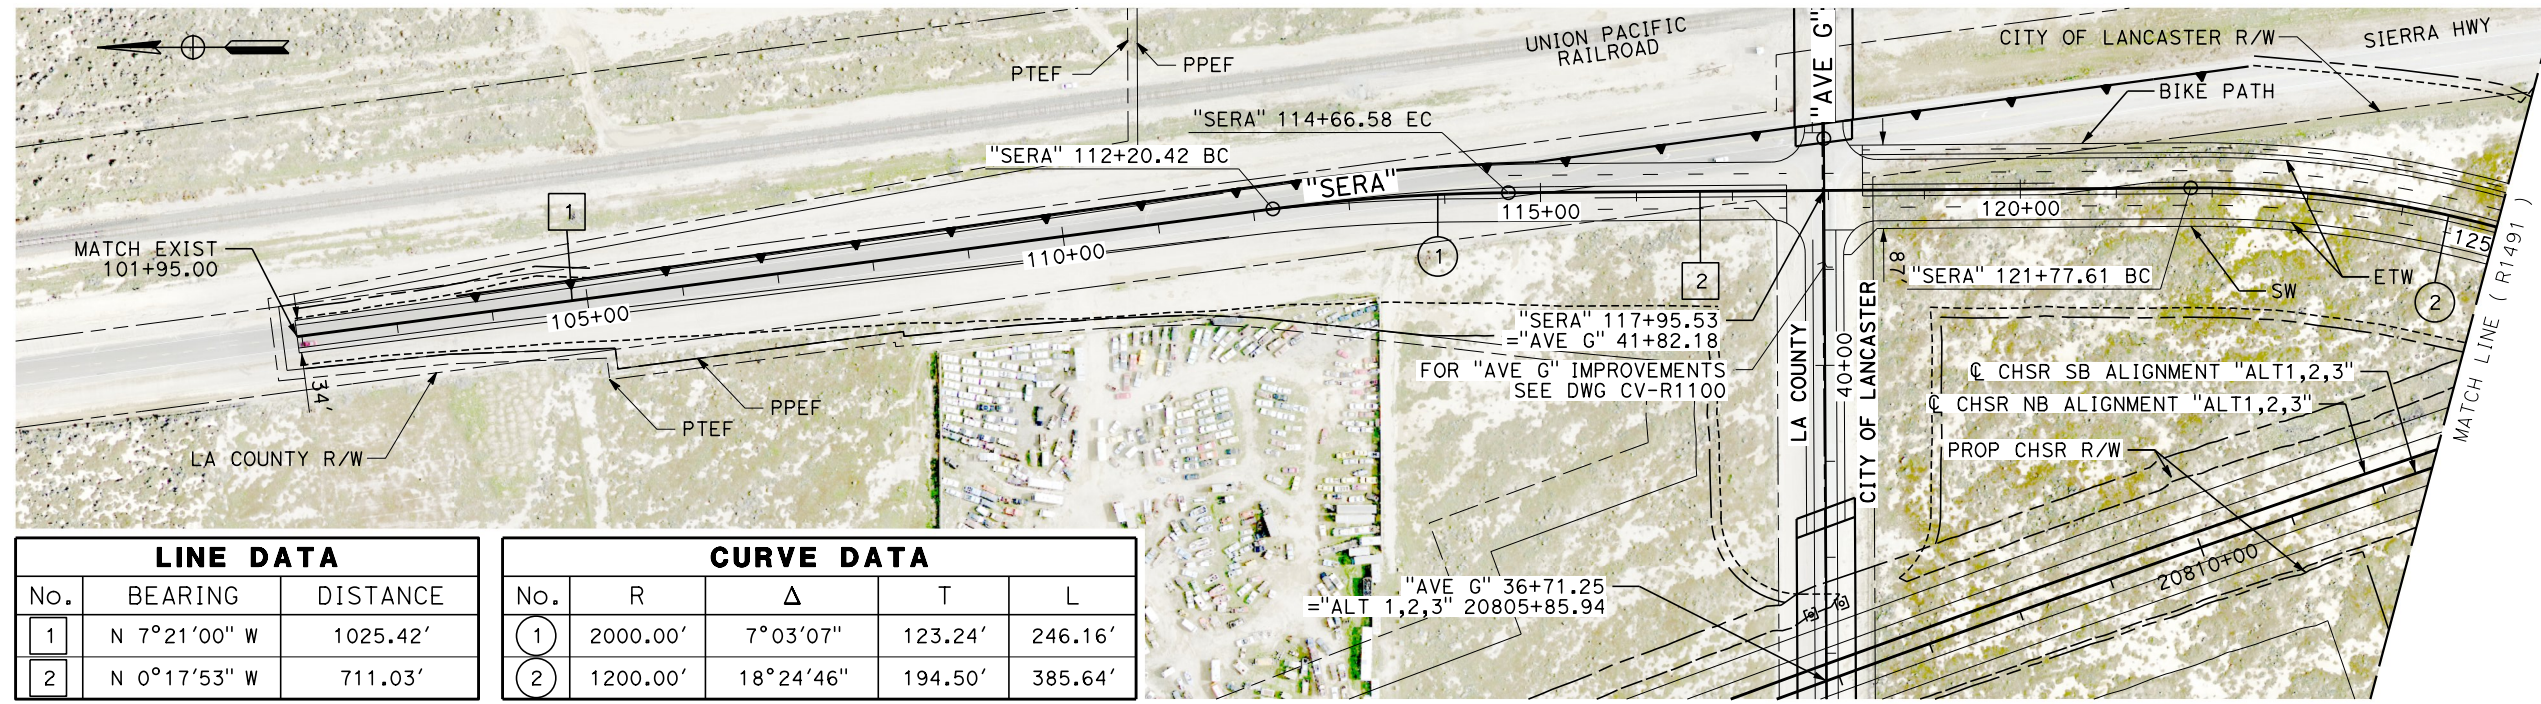 "AVE G"
UNION PACIFIC
RAILROAD
CITY OF LANCASTER R/W
SIERRA HWY
PTEF
PPEF
BIKE PATH
"SERA" 114+66.58 EC
"SERA" 112+20.42 BC
"SERA"
1
115+00
120+00
125
MATCH EXIST
101+95.00
110+00
105+00
1
2
87'
"SERA" 121+77.61 BC
SW
ETW
2
MATCH LINE ( R1491 )
"SERA" 117+95.53
="AVE G" 41+82.18
FOR "AVE G" IMPROVEMENTS
SEE DWG CV-R1100
LA COUNTY
40+00
CITY OF LANCASTER
℄ CHSR SB ALIGNMENT "ALT1,2,3"
℄ CHSR NB ALIGNMENT "ALT1,2,3"
PROP CHSR R/W
34'
PPEF
PTEF
LA COUNTY R/W
20810+00
"AVE G" 36+71.25
="ALT 1,2,3" 20805+85.94
LINE DATA
No. BEARING DISTANCE
1 N 7°21'00" W 1025.42'
2 N 0°17'53" W 711.03'
CURVE DATA
No. R Δ T L
1 2000.00' 7°03'07" 123.24' 246.16'
2 1200.00' 18°24'46" 194.50' 385.64'